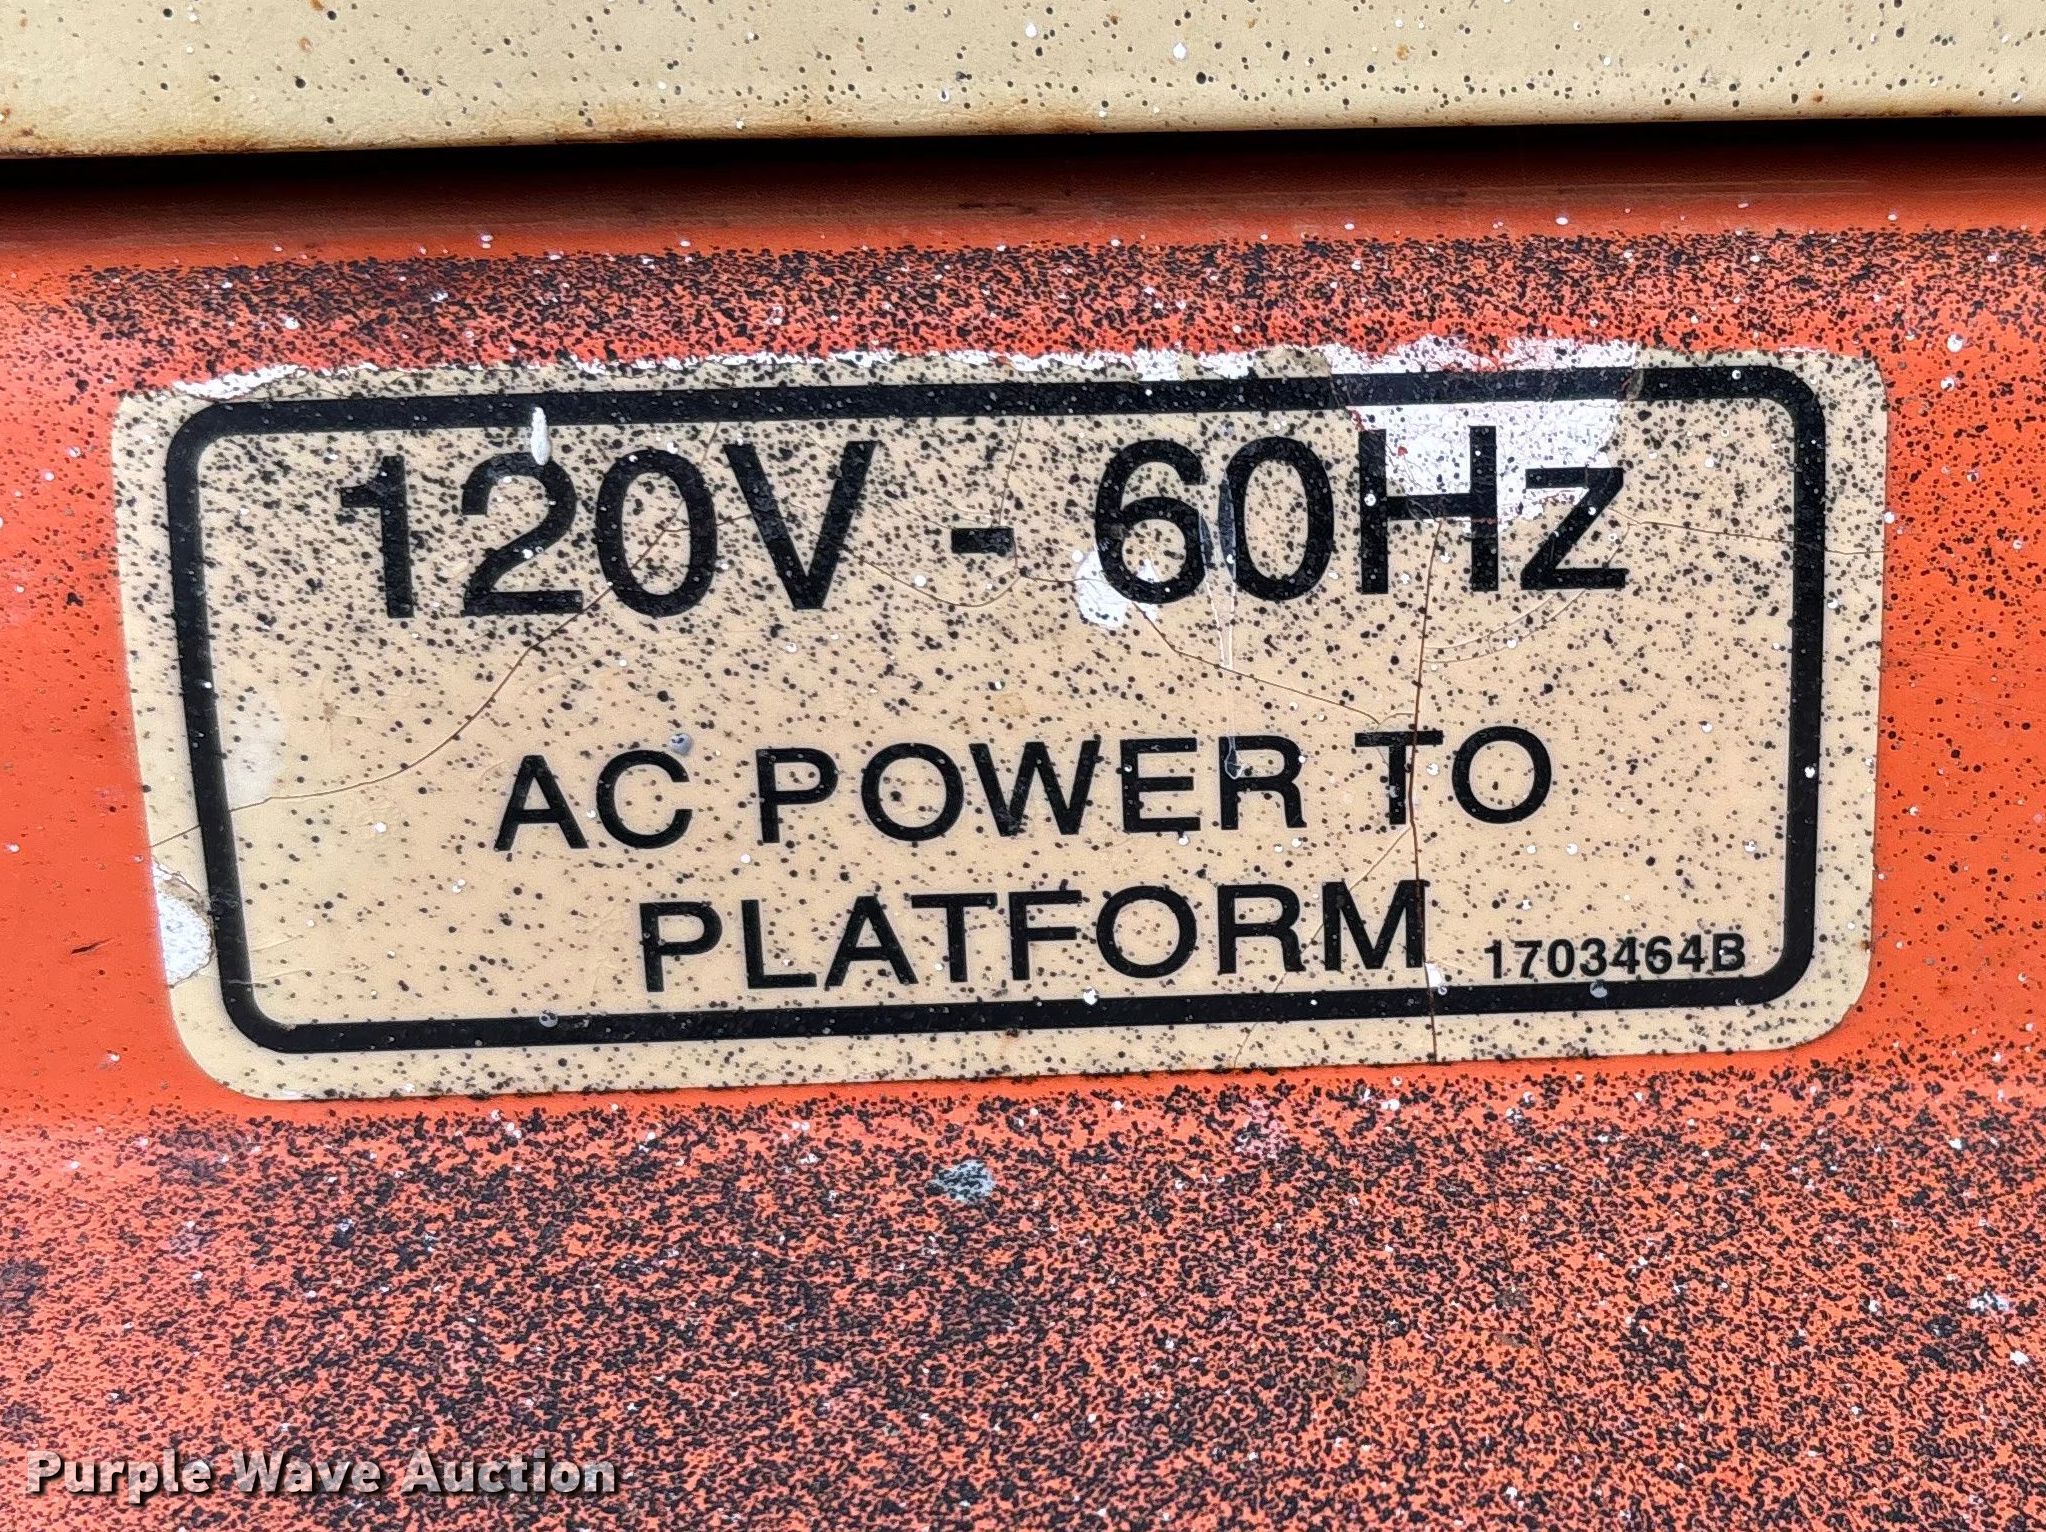 120V - 60Hz
AC POWER TO
PLATFORM
1703464B
Purple Wave Auction